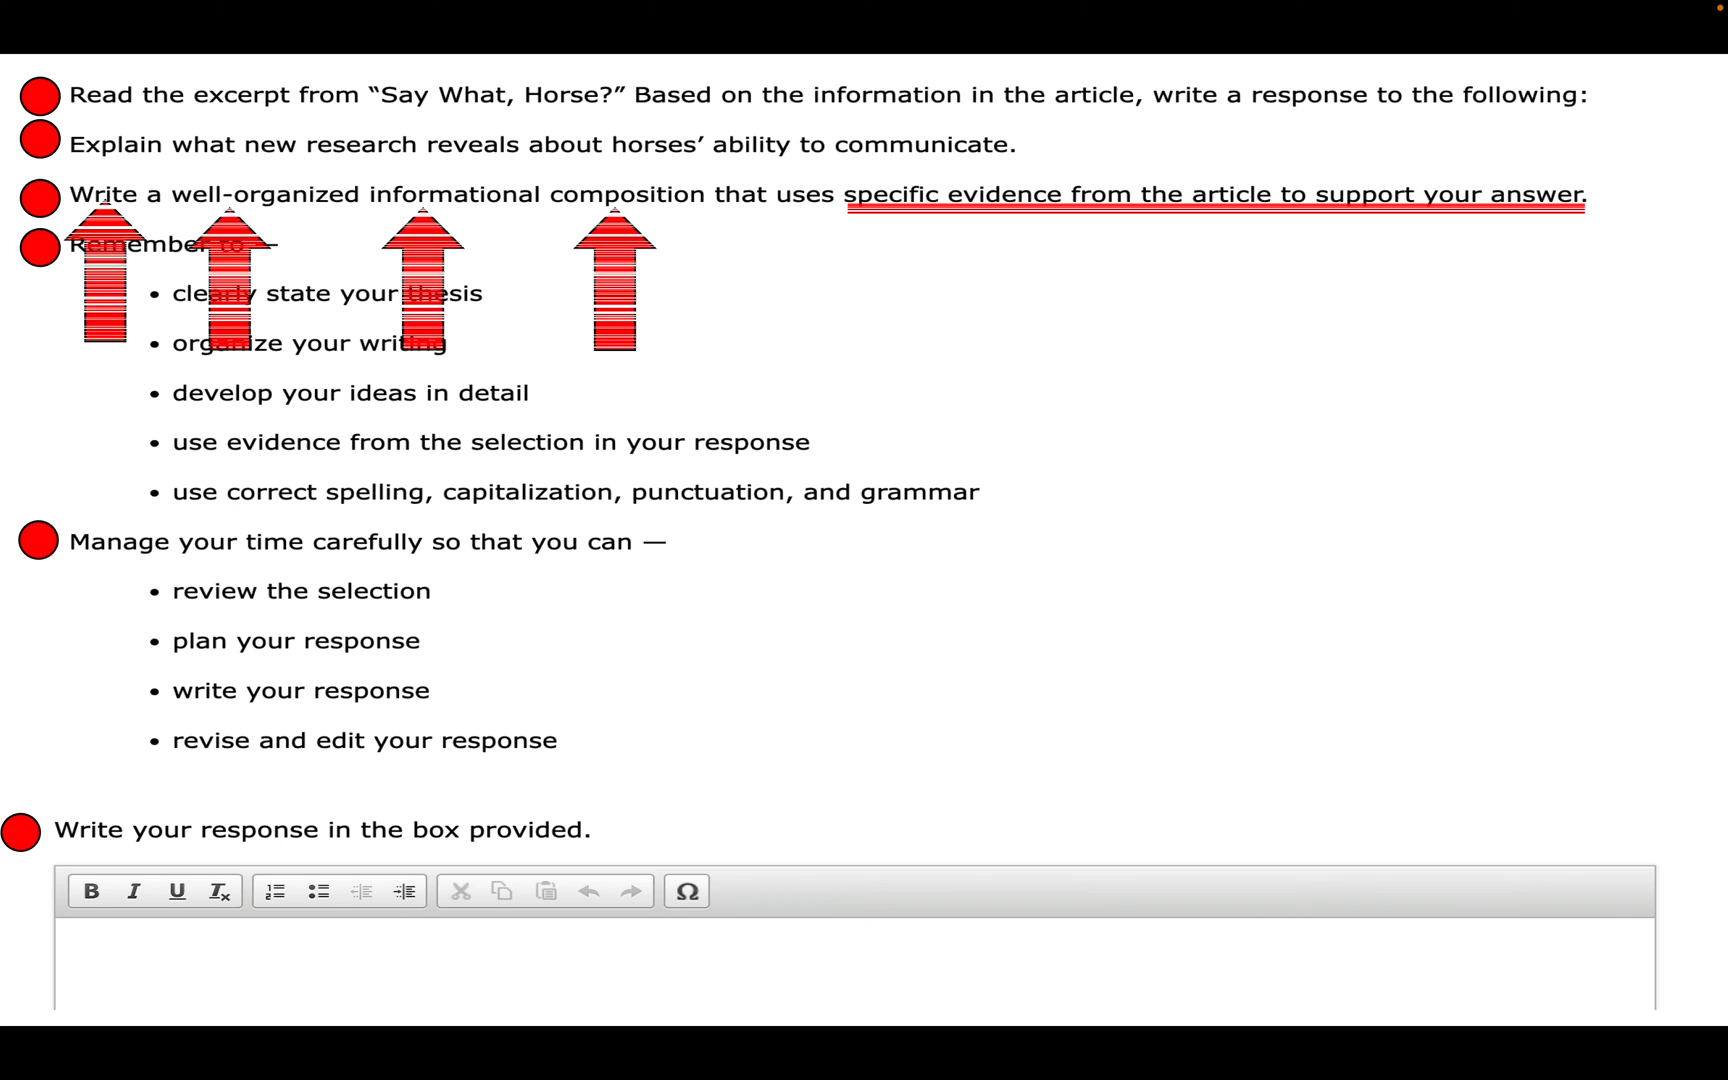 Read the excerpt from “Say What, Horse?” Based on the information in the article, write a response to the following:
Explain what new research reveals about horses’ ability to communicate.
Write a well-organized informational composition that uses specific evidence from the article to support your answer.
Remember to —
• clearly state your thesis
• organize your writing
• develop your ideas in detail
• use evidence from the selection in your response
• use correct spelling, capitalization, punctuation, and grammar
Manage your time carefully so that you can —
• review the selection
• plan your response
• write your response
• revise and edit your response
Write your response in the box provided.
B I U Tx Ω